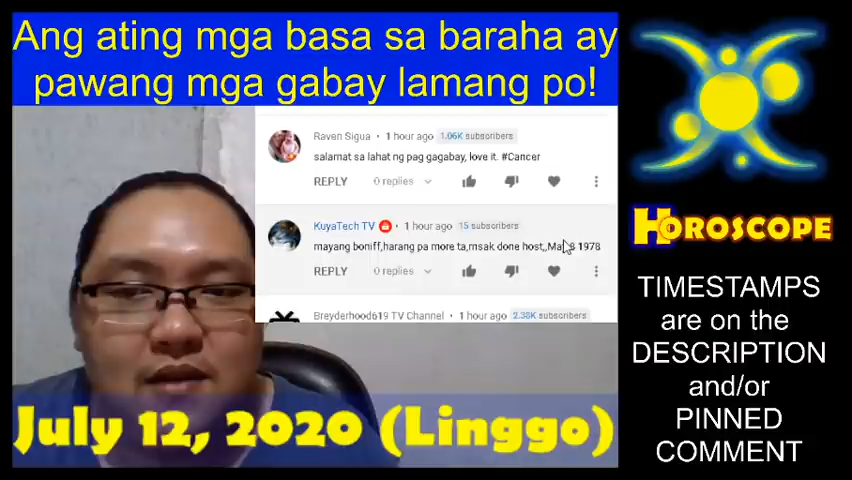 Ang ating mga basa sa baraha ay
pawang mga gabay lamang po!
Raven Sigua • 1 hour ago 1.06K subscribers
salamat sa lahat ng pag gagabay, love it. #Cancer
REPLY 0 replies
KuyaTech TV • 1 hour ago 15 subscribers
mayang boniff,harang pa more ta,msak done host,, 1978
REPLY 0 replies
Breyderhood619 TV Channel • 1 hour ago 2.38K subscribers
July 12, 2020 (Linggo)
HOROSCOPE
TIMESTAMPS
are on the
DESCRIPTION
and/or
PINNED
COMMENT